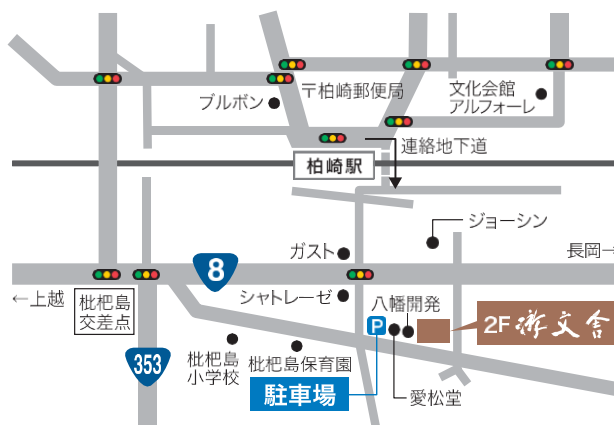 ブルボン
〒柏崎郵便局
文化会館
アルフォーレ
連絡地下道
柏崎駅
ジョーシン
ガスト
長岡→
8
←上越
枇杷島
交差点
シャトレーゼ
八幡開発
P
2F 游文舎
353
枇杷島
小学校
枇杷島保育園
駐車場
愛松堂